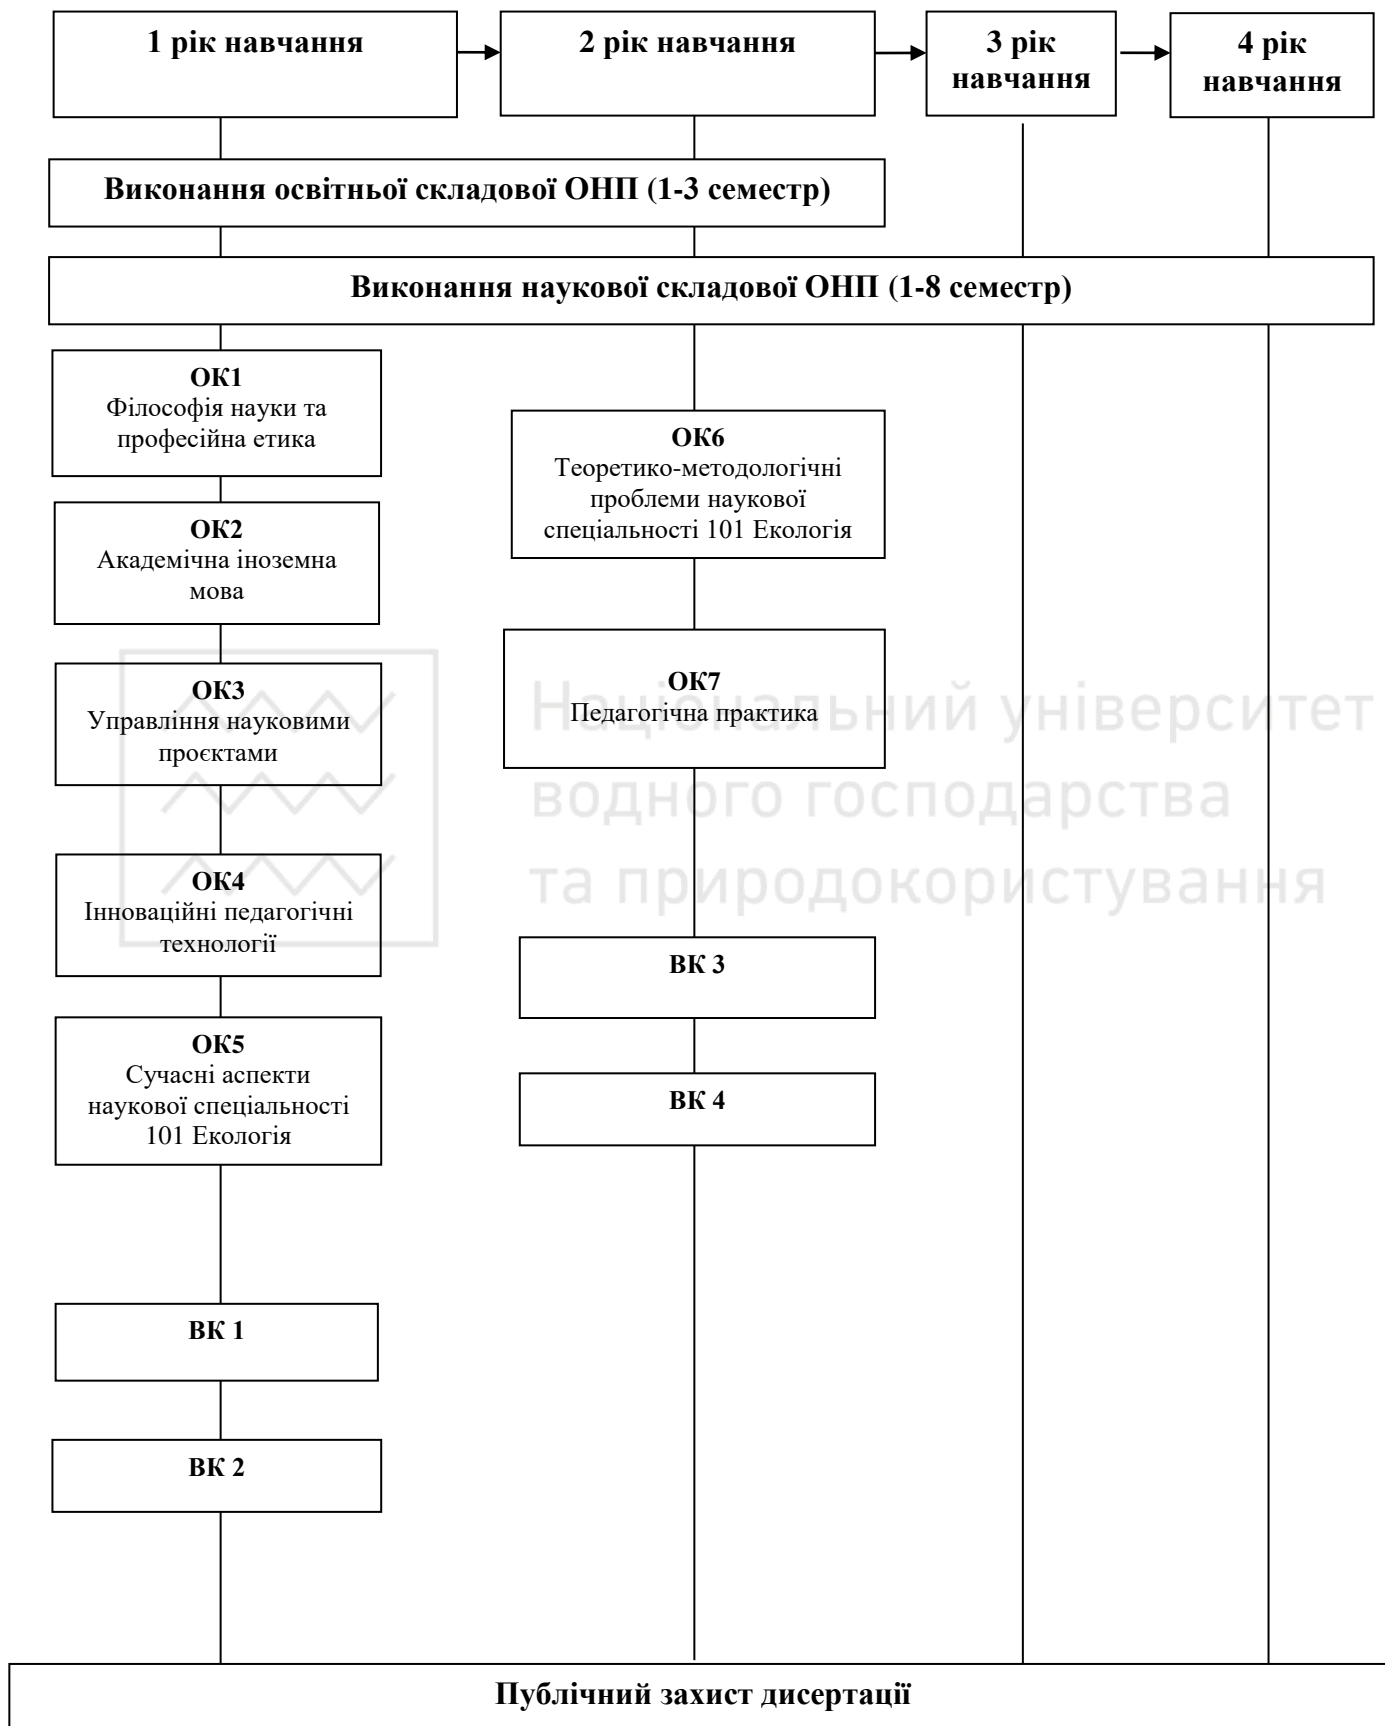 1 рік навчання
2 рік навчання
3 рік
навчання
4 рік
навчання
Виконання освітньої складової ОНП (1-3 семестр)
Виконання наукової складової ОНП (1-8 семестр)
ОК1
Філософія науки та
професійна етика
ОК2
Академічна іноземна
мова
ОК3
Управління науковими
проєктами
ОК4
Інноваційні педагогічні
технології
ОК5
Сучасні аспекти
наукової спеціальності
101 Екологія
ВК 1
ВК 2
ОК6
Теоретико-методологічні
проблеми наукової
спеціальності 101 Екологія
ОК7
Педагогічна практика
ВК 3
ВК 4
Національний університет
водного господарства
та природокористування
Публічний захист дисертації